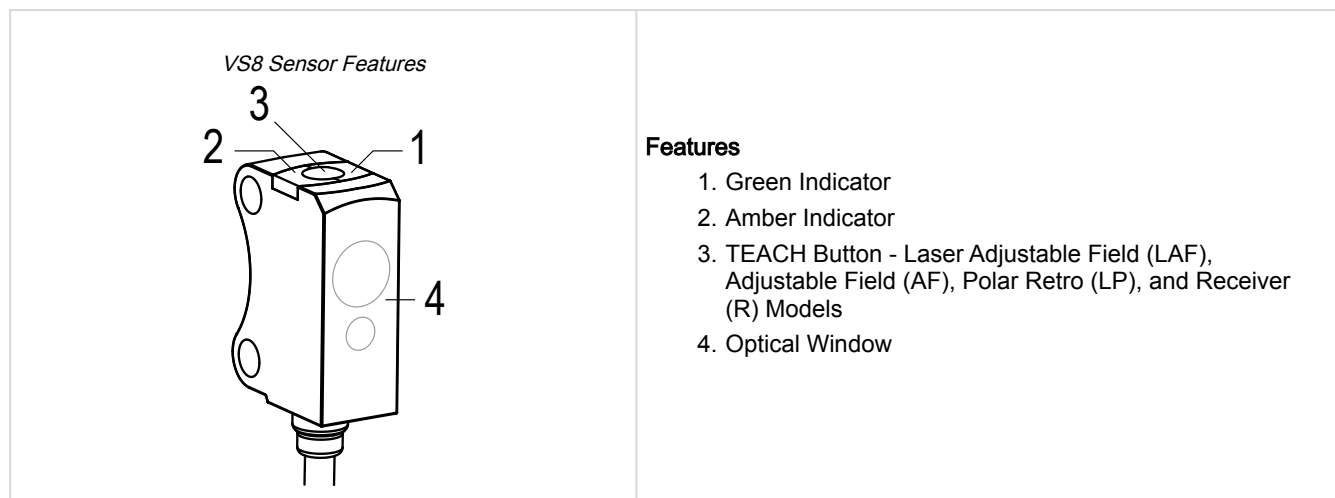 VS8 Sensor Features
3
2
1
4
Features
1. Green Indicator
2. Amber Indicator
3. TEACH Button - Laser Adjustable Field (LAF),
Adjustable Field (AF), Polar Retro (LP), and Receiver
(R) Models
4. Optical Window